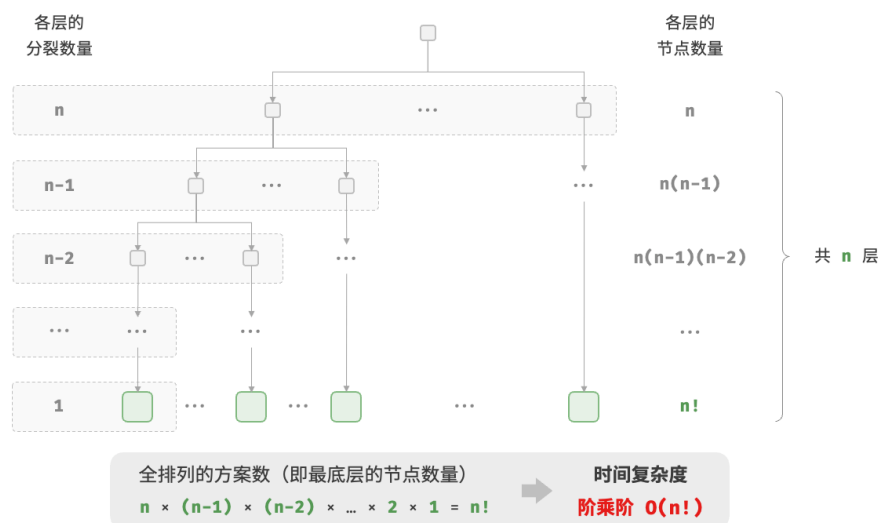 各层的
分裂数量
各层的
节点数量
n
...
n
n-1
...
...
n(n-1)
n-2
...
...
n(n-1)(n-2)
共 n 层
...
...
...
...
1
...
...
...
n!
全排列的方案数（即最底层的节点数量）
n × (n-1) × (n-2) × … × 2 × 1 = n!
时间复杂度
阶乘阶 O(n!)